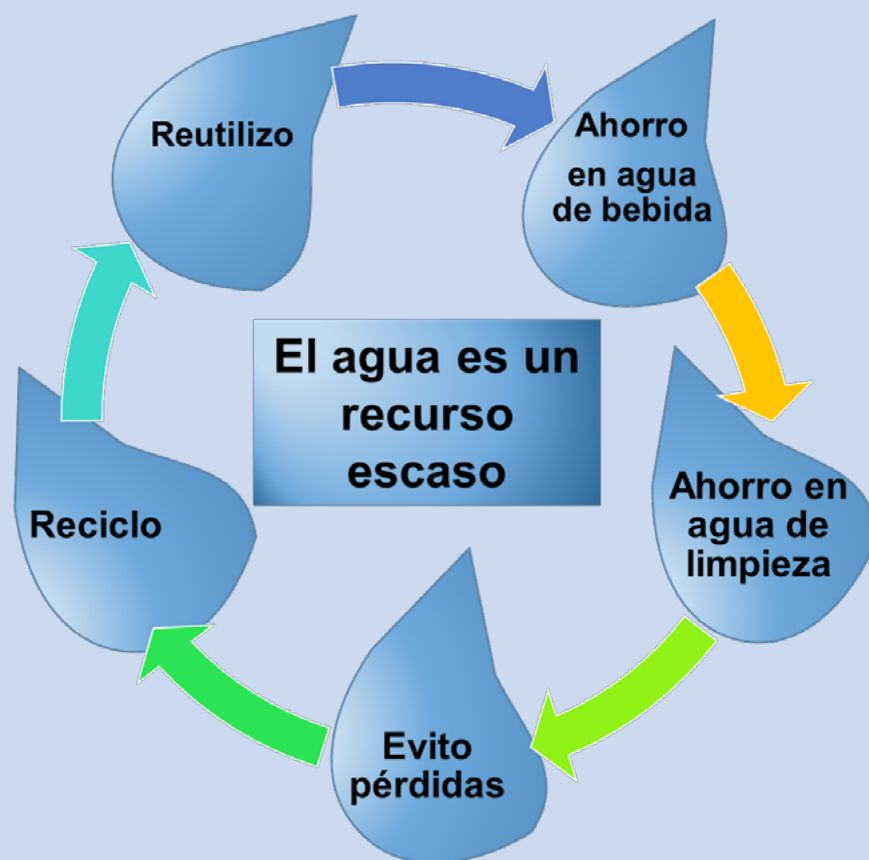 Reutilizo
Ahorro
en agua
de bebida
El agua es un
recurso
escaso
Ahorro en
agua de
limpieza
Reciclo
Evito
pérdidas